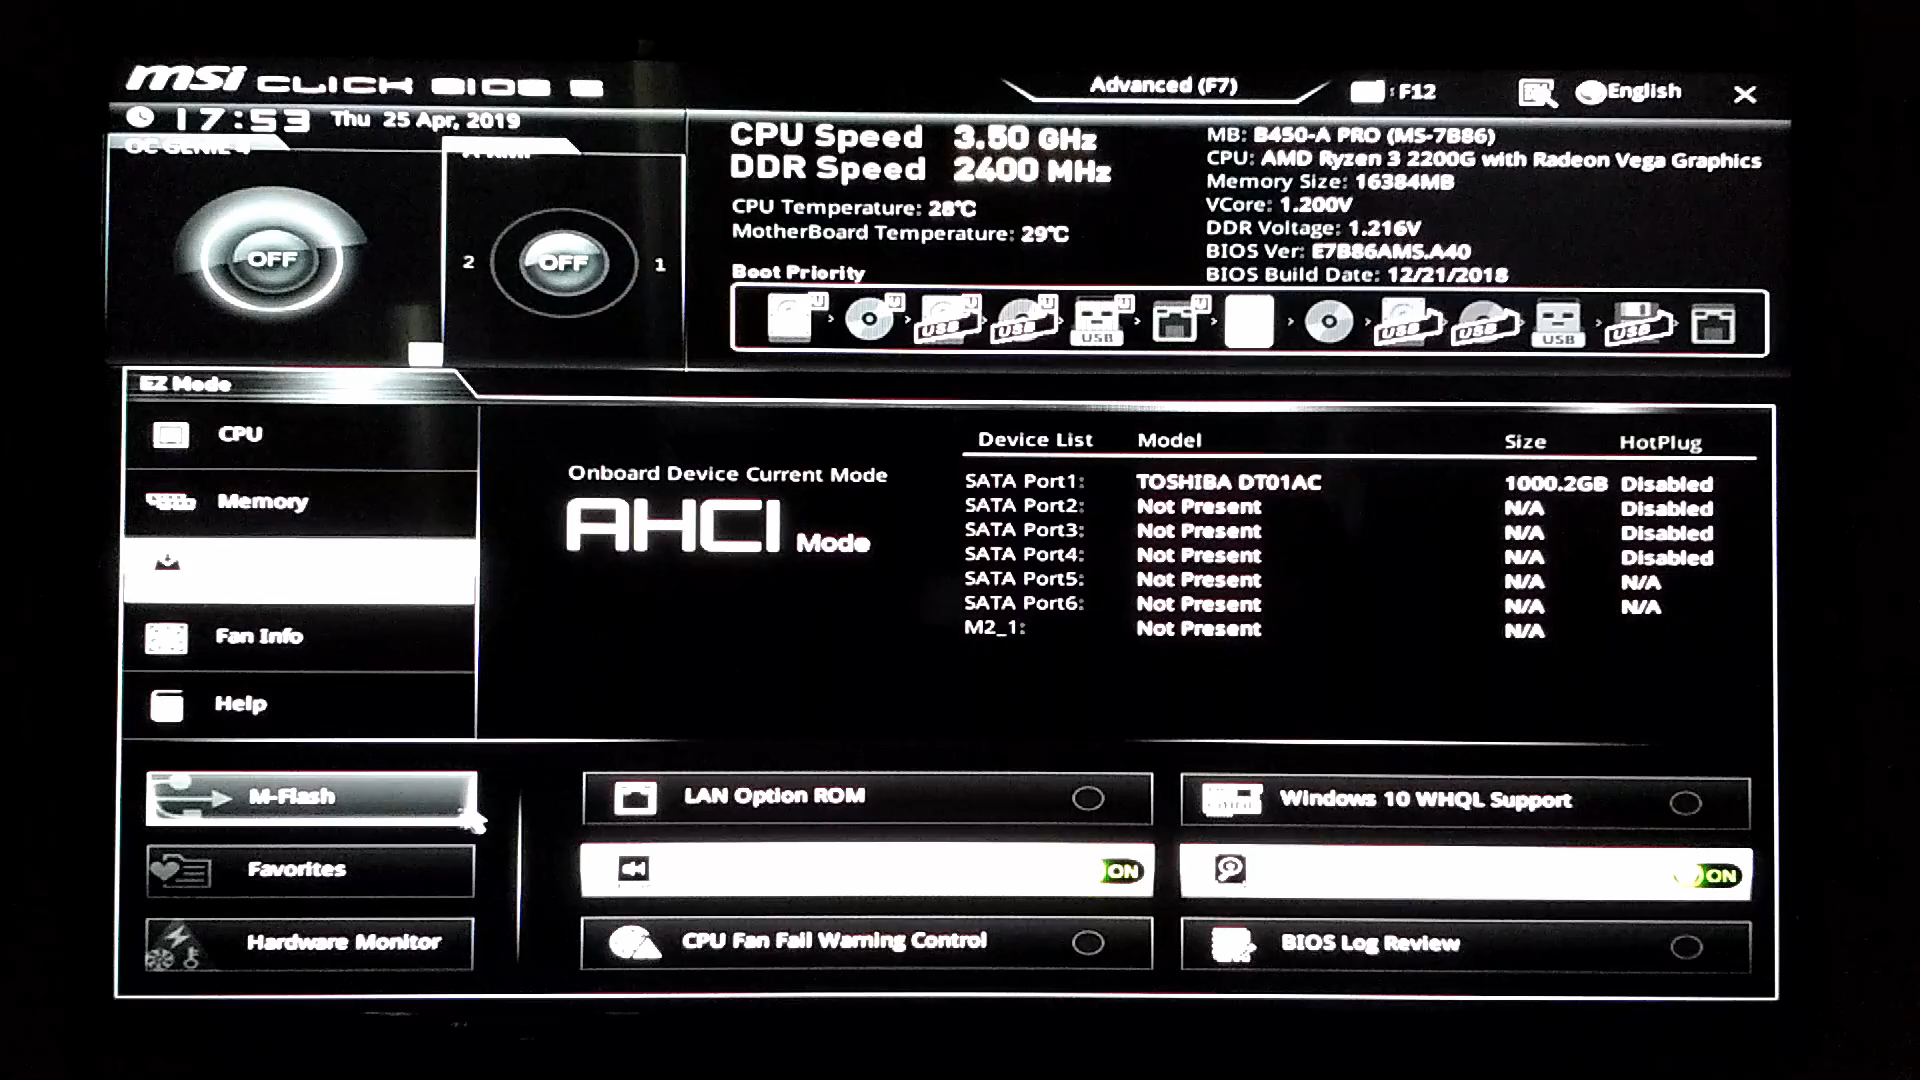 msi CLICK BIOS 5
Advanced (F7)
: F12
English
X
17:53 Thu 25 Apr, 2019
OC GENIE 4
CPU Speed 3.50 GHz
DDR Speed 2400 MHz
CPU Temperature: 28°C
MotherBoard Temperature: 29°C
MB: B450-A PRO (MS-7B86)
CPU: AMD Ryzen 3 2200G with Radeon Vega Graphics
Memory Size: 16384MB
VCore: 1.200V
DDR Voltage: 1.216V
BIOS Ver: E7B86AMS.A40
BIOS Build Date: 12/21/2018
OFF
2 OFF 1
Boot Priority
U U U U U U
USB USB USB USB USB USB USB
EZ Mode
CPU
Memory
Fan Info
Help
Onboard Device Current Mode
AHCI Mode
Device List Model Size HotPlug
SATA Port1: TOSHIBA DT01AC 1000.2GB Disabled
SATA Port2: Not Present N/A Disabled
SATA Port3: Not Present N/A Disabled
SATA Port4: Not Present N/A Disabled
SATA Port5: Not Present N/A N/A
SATA Port6: Not Present N/A N/A
M2_1: Not Present N/A
M-Flash
Favorites
Hardware Monitor
LAN Option ROM
ON
CPU Fan Fail Warning Control
Windows 10 WHQL Support
ON
BIOS Log Review